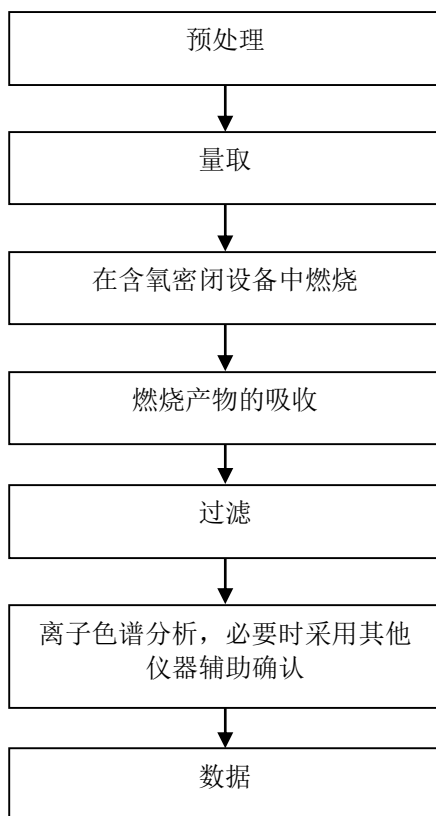 预处理
量取
在含氧密闭设备中燃烧
燃烧产物的吸收
过滤
离子色谱分析，必要时采用其他
仪器辅助确认
数据